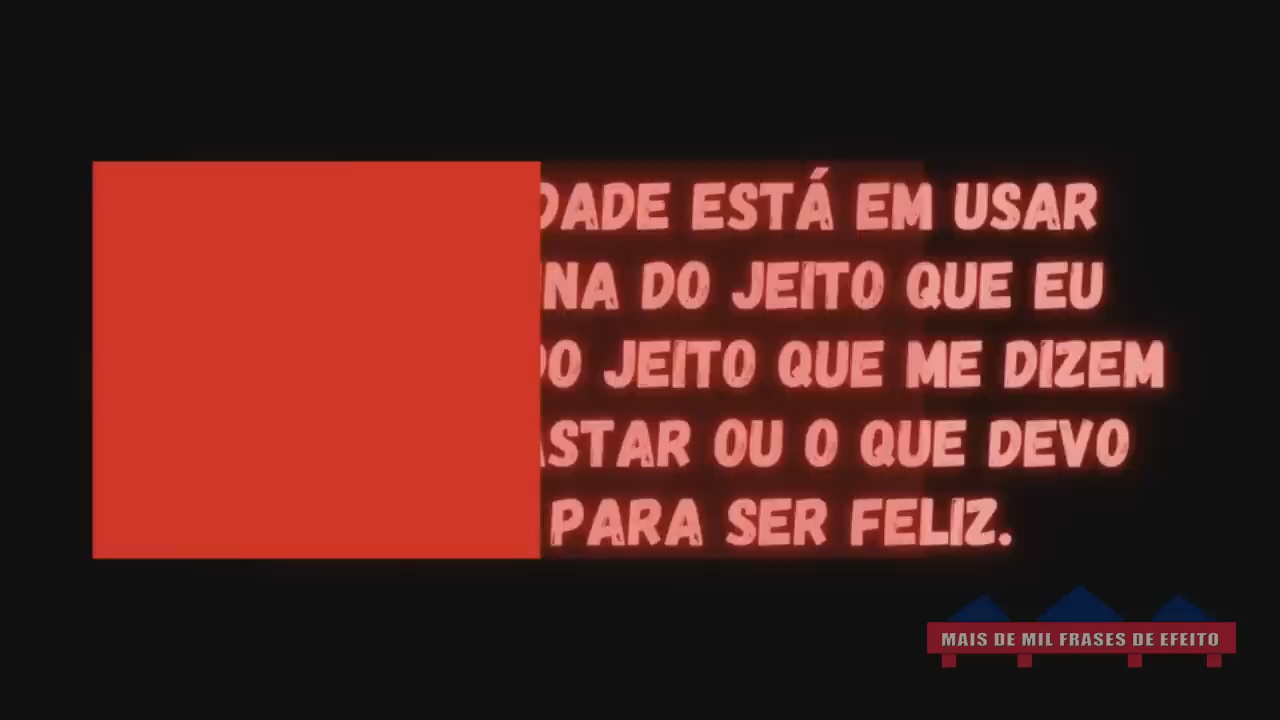 DADE ESTÁ EM USAR
NA DO JEITO QUE EU
DO JEITO QUE ME DIZEM
ASTAR OU O QUE DEVO
PARA SER FELIZ.
MAIS DE MIL FRASES DE EFEITO